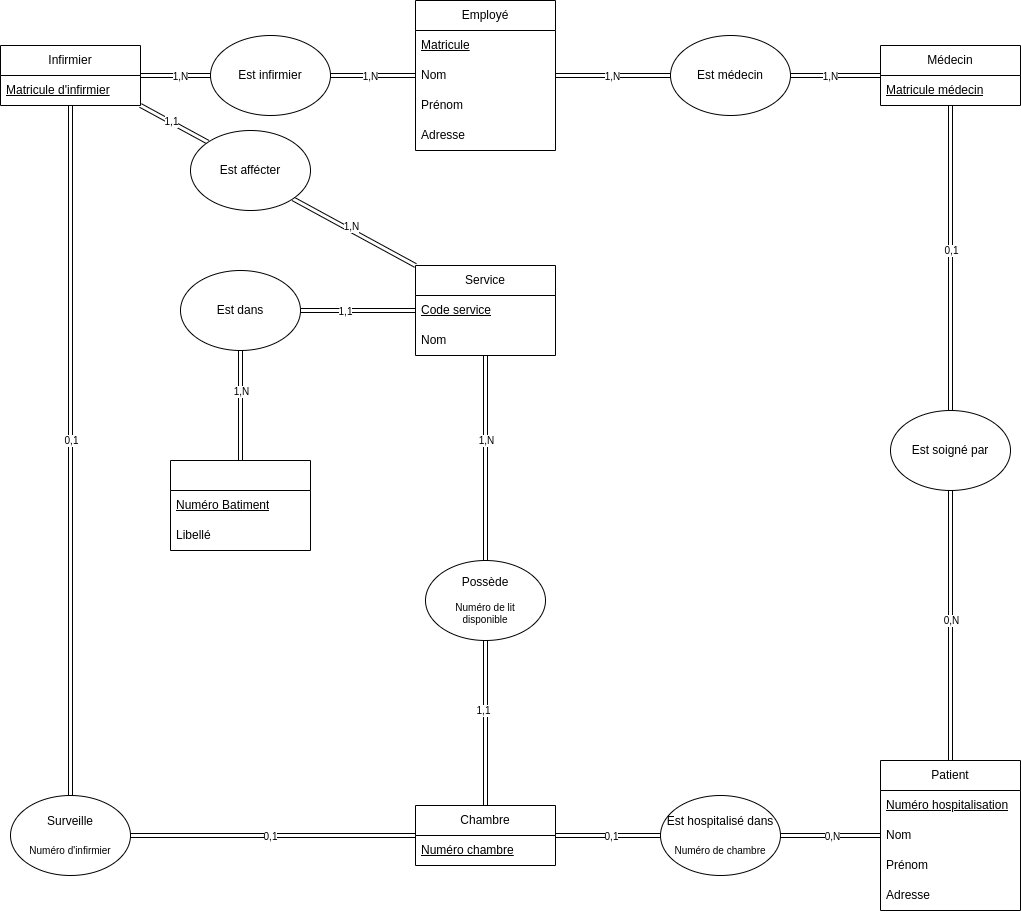 Employé
Matricule
Nom
Prénom
Adresse
Infirmier
Matricule d'infirmier
1,N
Est infirmier
1,N
1,N
Est médecin
1,N
Médecin
Matricule médecin
1,1
Est afféctér
1,N
0,1
Service
Code service
Nom
Est dans
1,1
1,N
1,N
0,1
Est soigné par
Numéro Batiment
Libellé
Possède
Numéro de lit
disponible
0,N
1,1
Surveille
Numéro d'infirmier
0,1
Chambre
Numéro chambre
0,1
Est hospitalisé dans
Numéro de chambre
0,N
Patient
Numéro hospitalisation
Nom
Prénom
Adresse